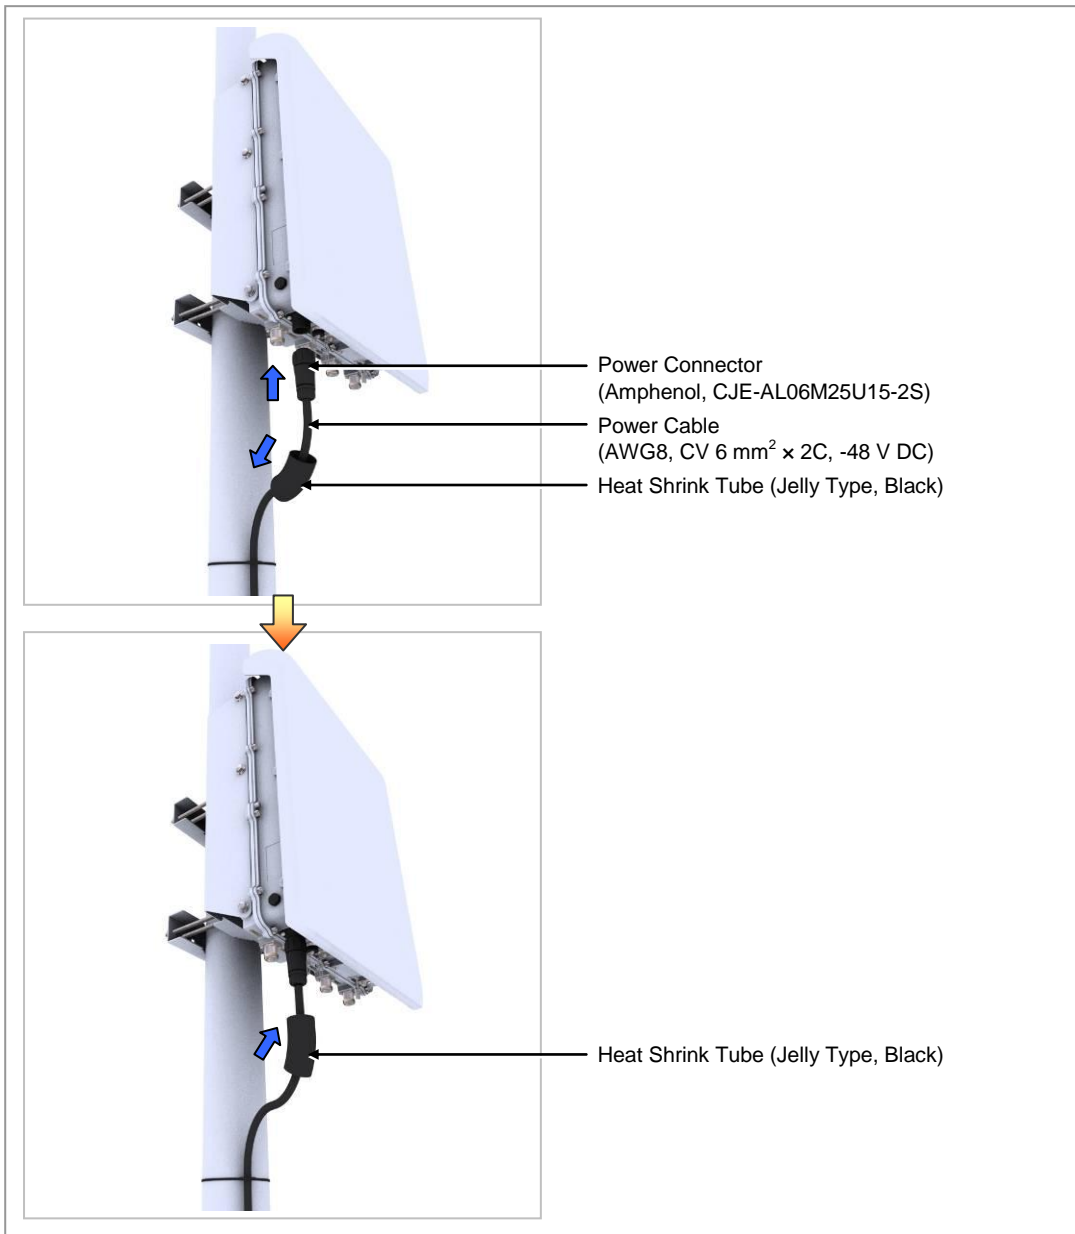 Power Connector
(Amphenol, CJE-AL06M25U15-2S)
Power Cable
(AWG8, CV 6 mm² × 2C, -48 V DC)
Heat Shrink Tube (Jelly Type, Black)
Heat Shrink Tube (Jelly Type, Black)